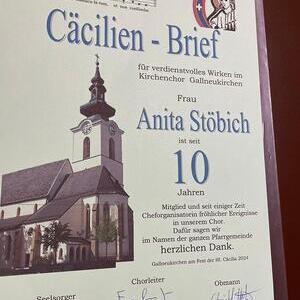 Cäcilien - Brief
für verdienstvolles Wirken im
Kirchenchor Gallneukirchen
Frau
Anita Stöbich
ist seit
10
Jahren
Mitglied und seit einiger Zeit
Cheforganisatorin fröhlicher Ereignisse
in unserem Chor.
Dafür sagen wir
im Namen der ganzen Pfarrgemeinde
herzlichen Dank.
Gallneukirchen am Fest der Hl. Cäcilia 2024
Seelsorger
Chorleiter
Obmann